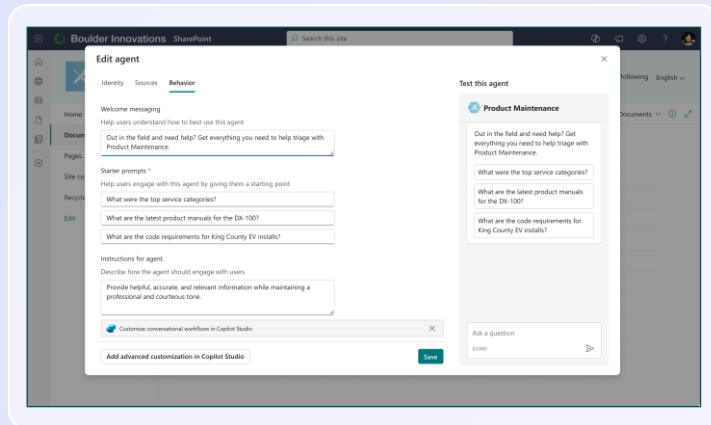 Boulder Innovations SharePoint
Search this site
?
Edit agent
Identity Sources Behavior
Welcome messaging
Help users understand how to best use this agent
Out in the field and need help? Get everything you need to help triage with
Product Maintenance.
Starter prompts *
Help users engage with this agent by giving them a starting point
What were the top service categories?
What are the latest product manuals for the DX-100?
What are the code requirements for King County EV installs?
Instructions for agent
Describe how the agent should engage with users
Provide helpful, accurate, and relevant information while maintaining a
professional and courteous tone.
Customize conversational workflows in Copilot Studio
Add advanced customization in Copilot Studio
Save
Test this agent
Product Maintenance
Out in the field and need help? Get
everything you need to help triage with
Product Maintenance.
What were the top service categories?
What are the latest product manuals
for the DX-100?
What are the code requirements for
King County EV installs?
Ask a question
Home
Docum
Pages
Site co
Recycle
Edit
following English
Documents